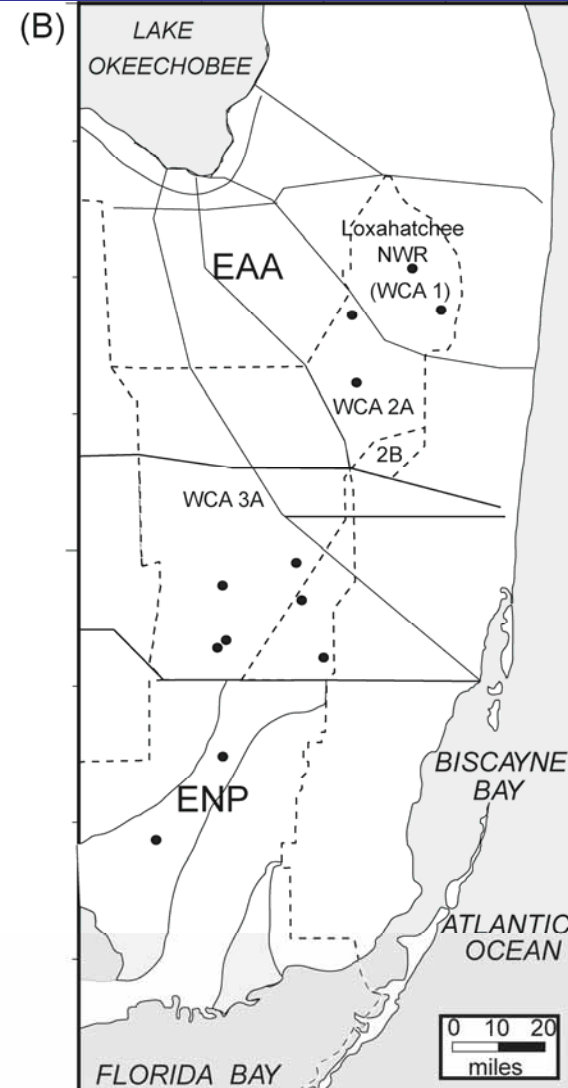 (B)
LAKE
OKEECHOBEE
Loxahatchee
NWR
(WCA 1)
EAA
WCA 2A
2B
WCA 3A
BISCAYNE
BAY
ENP
ATLANTIC
OCEAN
0 10 20
miles
FLORIDA BAY